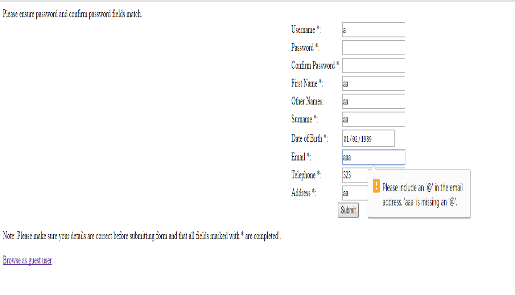 Please ensure password and confirm password fields match.
Username *: a
Password *:
Confirm Password *
First Name *: aa
Other Names: aa
Surname *: aa
Date of Birth *: 01/02/1989
Email *: aaa
Telephone *: 323
Address *: aa
Please include an '@' in the email
address. 'aaa' is missing an '@'.
Submit
Note: Please make sure your details are correct before submitting form and that all fields marked with * are completed!.
Browse as guest user